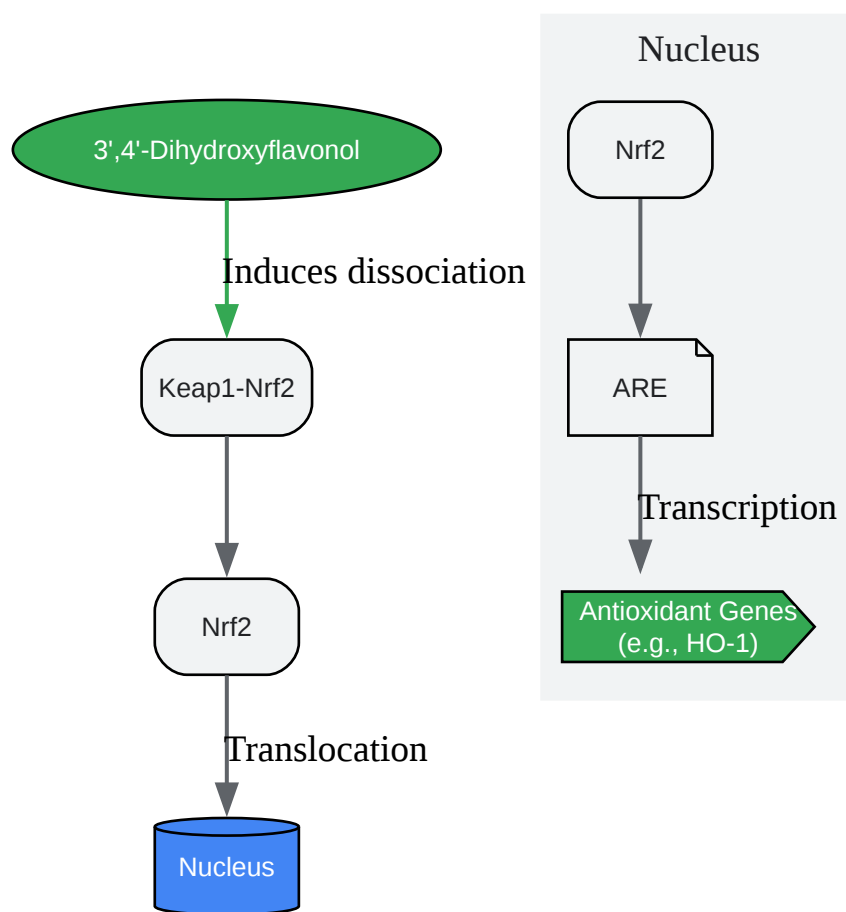 3',4'-Dihydroxyflavonol
Induces dissociation
Keap1-Nrf2
Nrf2
Translocation
Nucleus
Nucleus
Nrf2
ARE
Transcription
Antioxidant Genes
(e.g., HO-1)